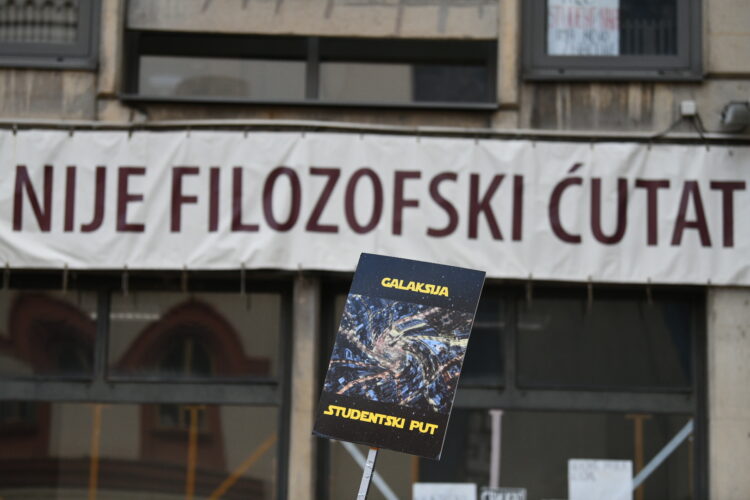 NIJE FILOZOFSKI ĆUTAT
GALAKSIJA
STUDENTSKI PUT